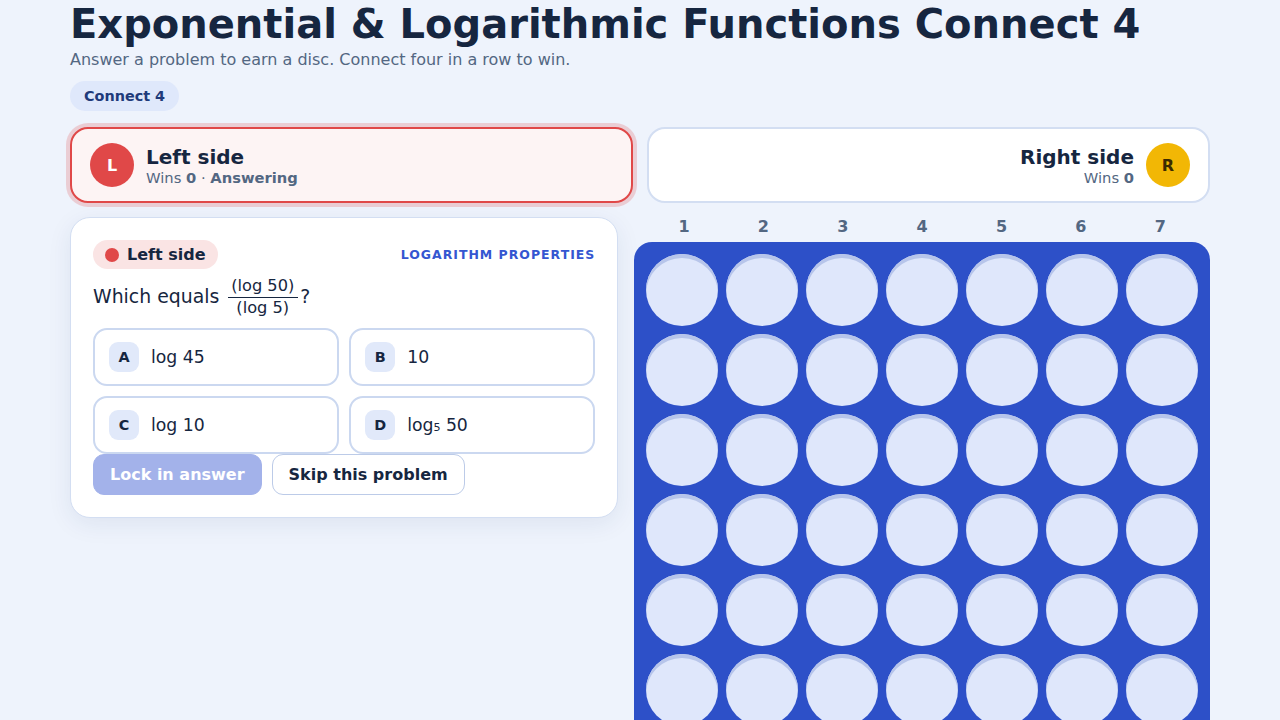 Exponential & Logarithmic Functions Connect 4
Answer a problem to earn a disc. Connect four in a row to win.
Connect 4
L
Left side
Wins 0 · Answering
Right side
Wins 0
R
Left side
LOGARITHM PROPERTIES
Which equals (log 50)/(log 5)?
A log 45
B 10
C log 10
D log₅ 50
Lock in answer
Skip this problem
1 2 3 4 5 6 7